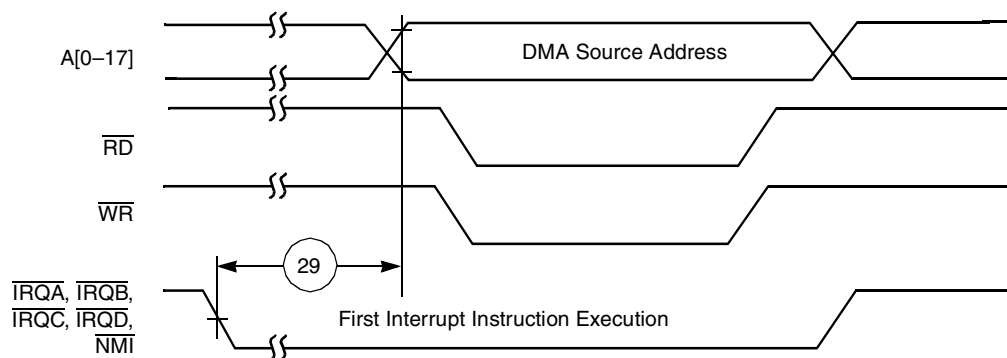 A[0–17]
DMA Source Address
RD
WR
29
IRQA, IRQB,
IRQC, IRQD,
NMI
First Interrupt Instruction Execution